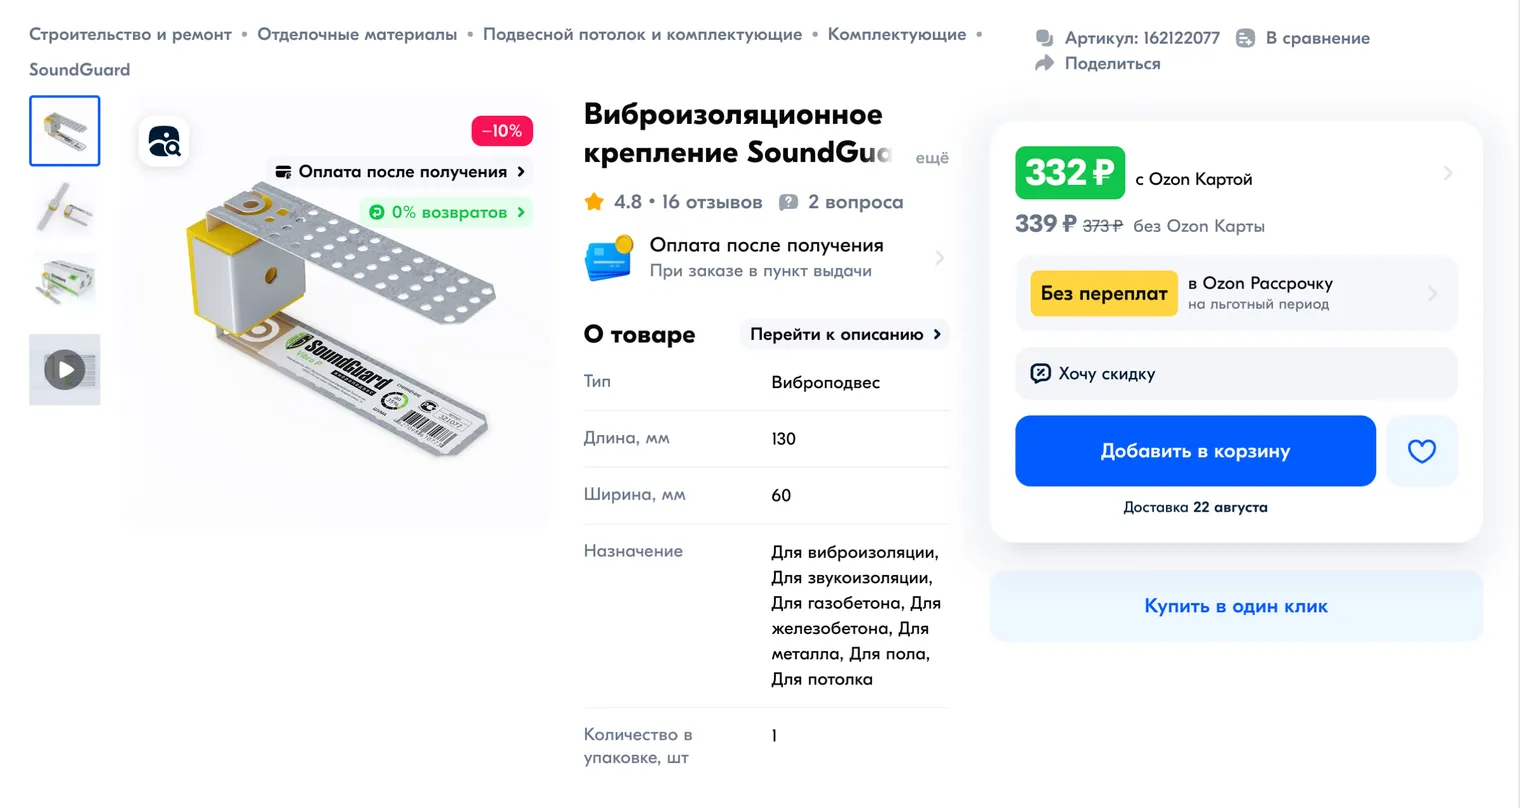 Строительство и ремонт • Отделочные материалы • Подвесной потолок и комплектующие • Комплектующие •
SoundGuard
Артикул: 162122077 В сравнение
Поделиться
–10%
Оплата после получения
0% возвратов
SoundGuard
Vibro P
Виброизоляционное
крепление SoundGua
ещё
4.8 • 16 отзывов 2 вопроса
Оплата после получения
При заказе в пункт выдачи
О товаре Перейти к описанию
Тип Виброподвес
Длина, мм 130
Ширина, мм 60
Назначение Для виброизоляции,
Для звукоизоляции,
Для газобетона, Для
железобетона, Для
металла, Для пола,
Для потолка
Количество в 1
упаковке, шт
332 ₽ с Ozon Картой
339 ₽ 373 ₽ без Ozon Карты
Без переплат в Ozon Рассрочку
на льготный период
Хочу скидку
Добавить в корзину
Доставка 22 августа
Купить в один клик